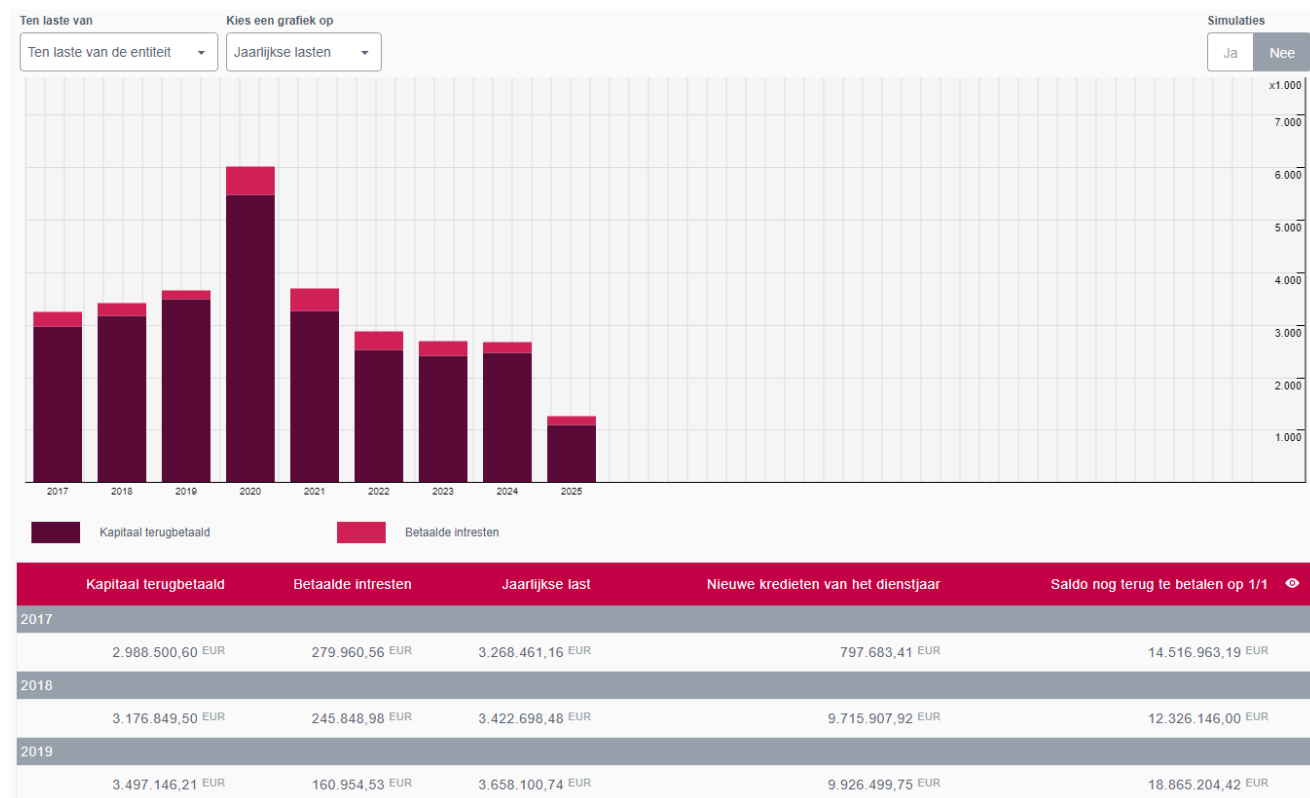 Ten laste van Kies een grafiek op Simulaties
Ten laste van de entiteit Jaarlijkse lasten Ja Nee
x1.000
7.000
6.000
5.000
4.000
3.000
2.000
1.000
2017 2018 2019 2020 2021 2022 2023 2024 2025
Kapitaal terugbetaald Betaalde intresten
Kapitaal terugbetaald Betaalde intresten Jaarlijkse last Nieuwe kredieten van het dienstjaar Saldo nog terug te betalen op 1/1
2017
2.988.500,60 EUR 279.960,56 EUR 3.268.461,16 EUR 797.683,41 EUR 14.516.963,19 EUR
2018
3.176.849,50 EUR 245.848,98 EUR 3.422.698,48 EUR 9.715.907,92 EUR 12.326.146,00 EUR
2019
3.497.146,21 EUR 160.954,53 EUR 3.658.100,74 EUR 9.926.499,75 EUR 18.865.204,42 EUR